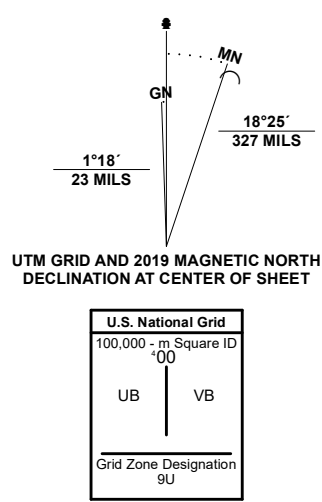 MN
GN
18°25´
327 MILS
1°18´
23 MILS
UTM GRID AND 2019 MAGNETIC NORTH
DECLINATION AT CENTER OF SHEET
U.S. National Grid
100,000 - m Square ID
⁴00
UB VB
Grid Zone Designation
9U